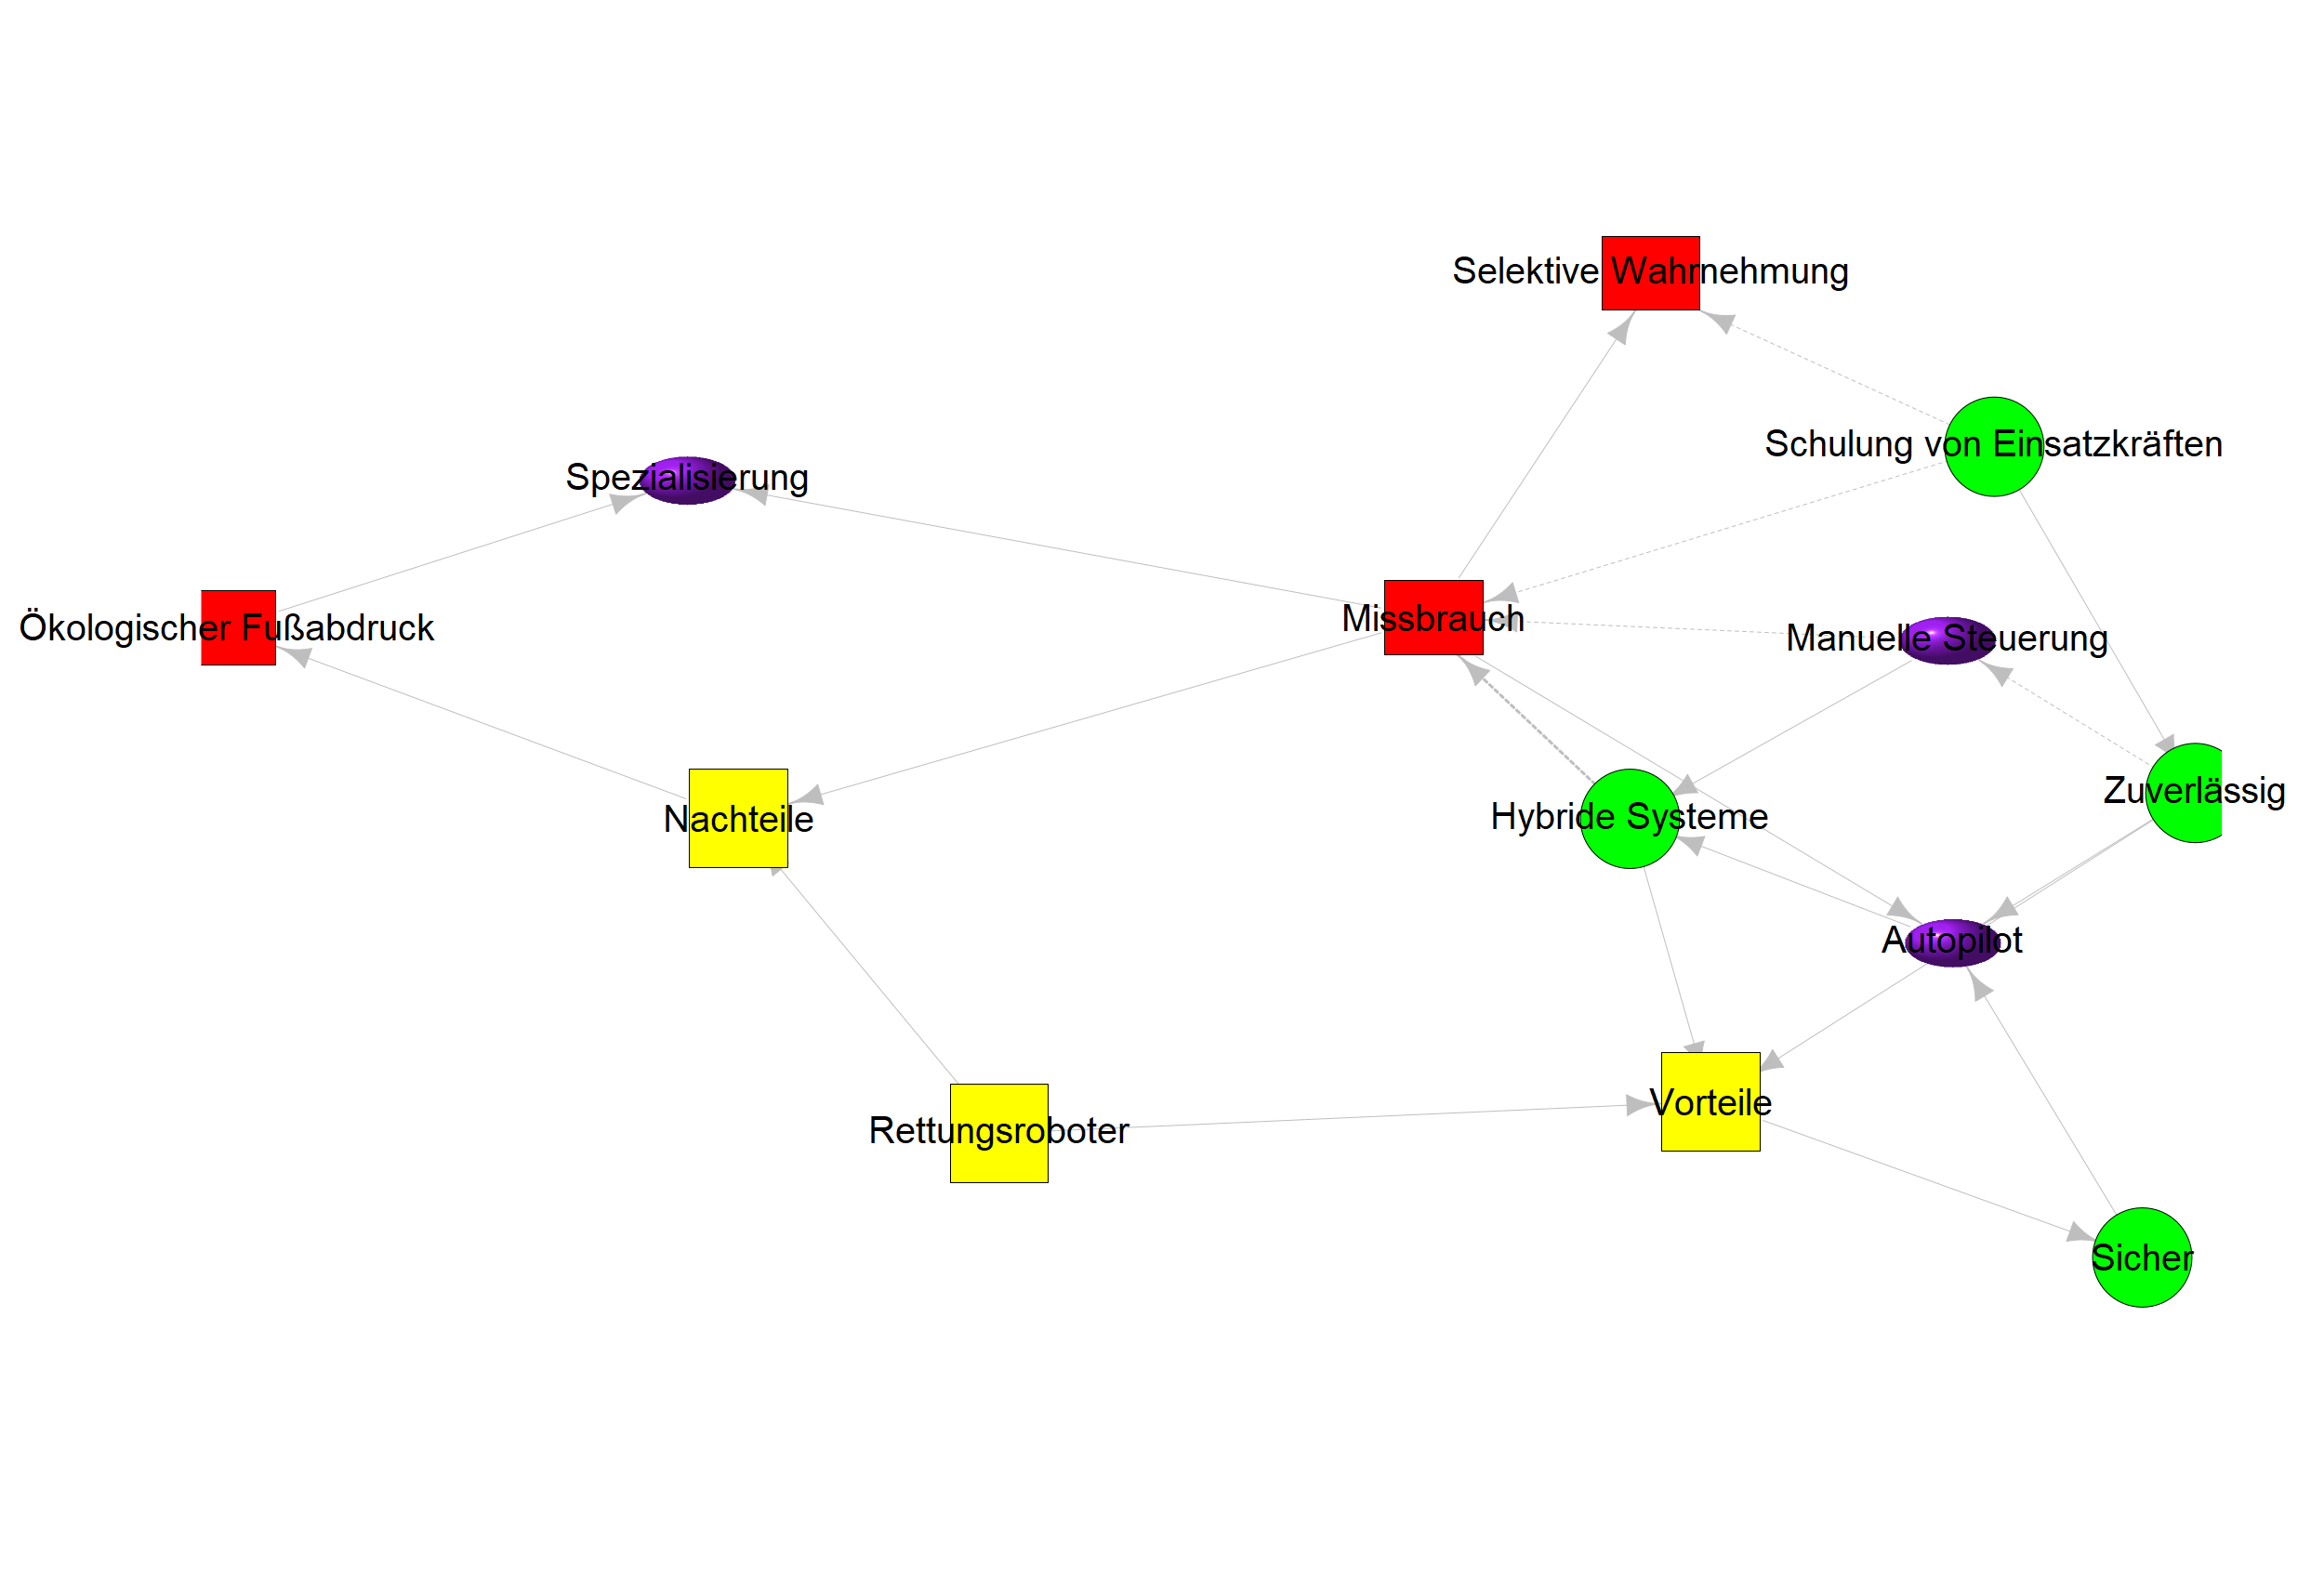 Selektive Wahrnehmung
Schulung von Einsatzkräften
Spezialisierung
Ökologischer Fußabdruck
Missbrauch
Manuelle Steuerung
Zuverlässig
Nachteile
Hybride Systeme
Autopilot
Vorteile
Rettungsroboter
Sicher